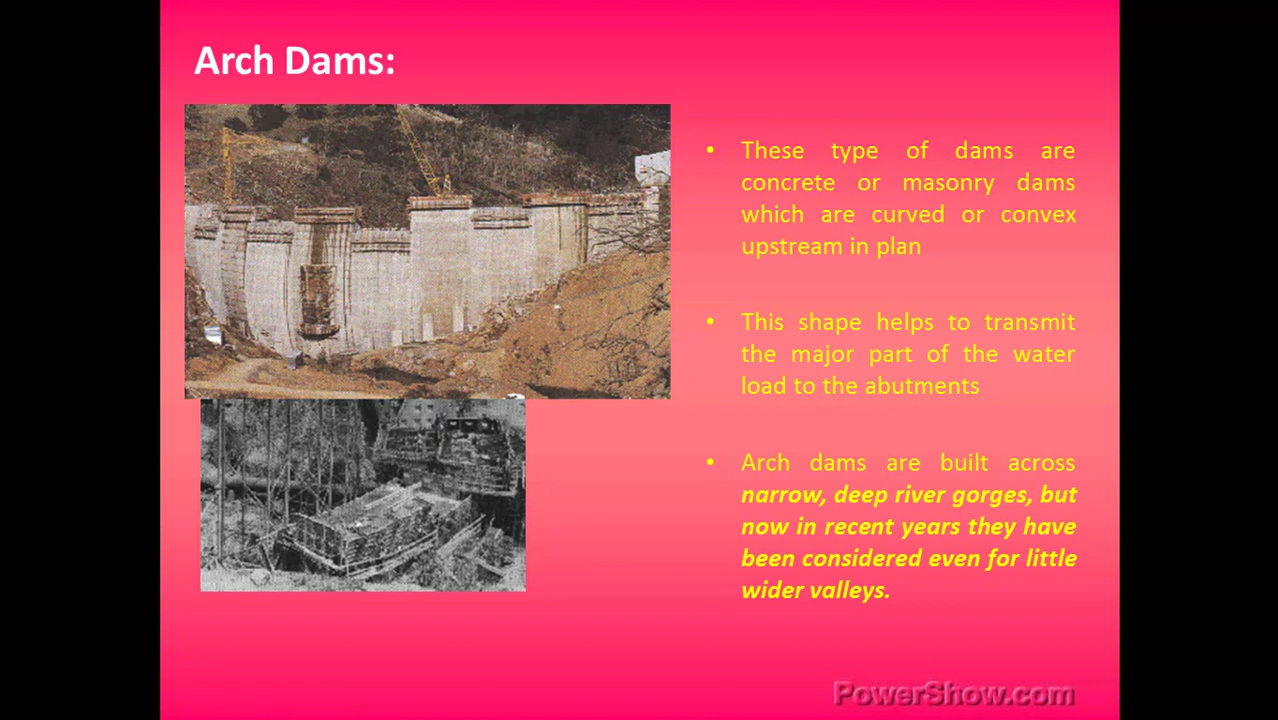 Arch Dams:
• These type of dams are
concrete or masonry dams
which are curved or convex
upstream in plan
• This shape helps to transmit
the major part of the water
load to the abutments
• Arch dams are built across
narrow, deep river gorges, but
now in recent years they have
been considered even for little
wider valleys.
PowerShow.com